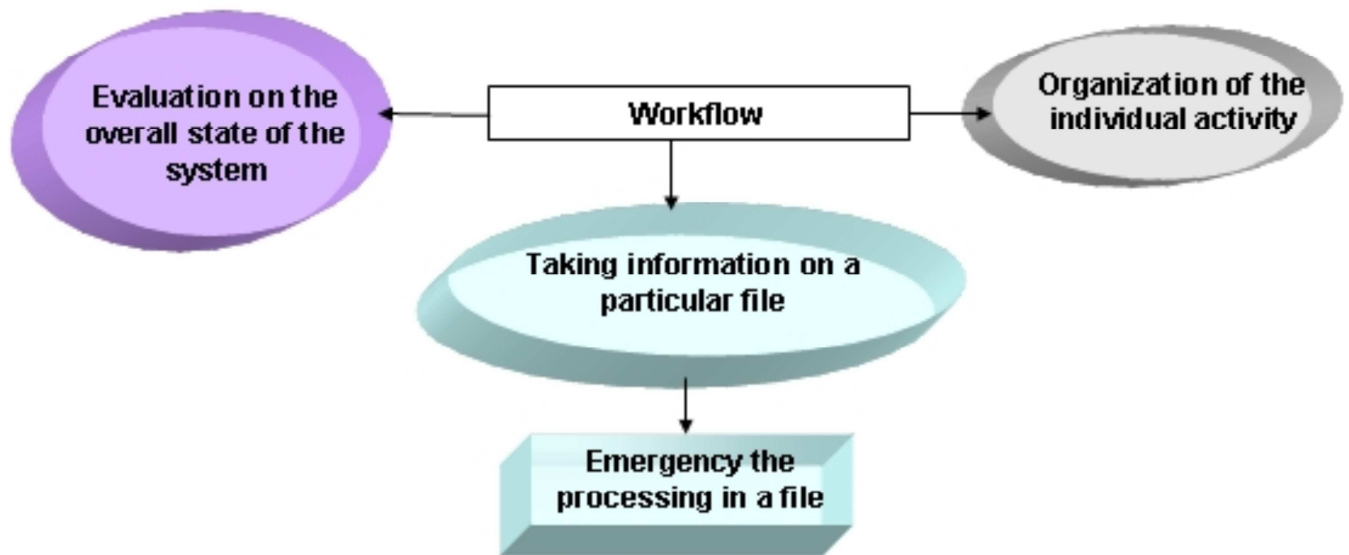 Evaluation on the
overall state of the
system
Workflow
Organization of the
individual activity
Taking information on a
particular file
Emergency the
processing in a file